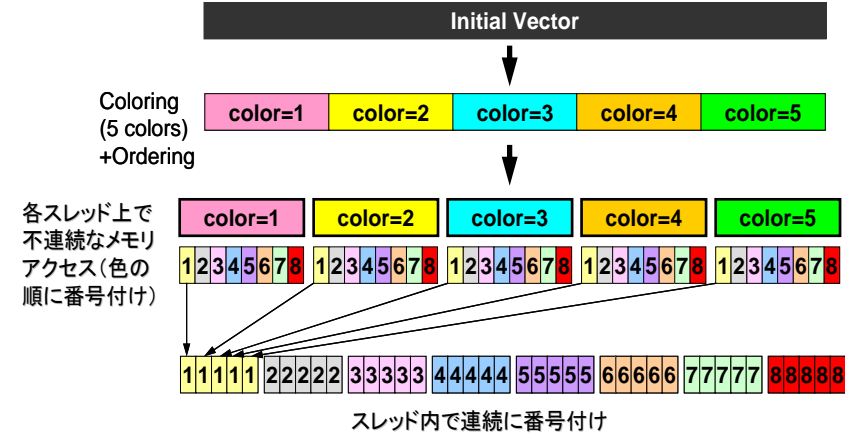 Initial Vector
Coloring
(5 colors)
+Ordering
color=1 color=2 color=3 color=4 color=5
各スレッド上で
不連続なメモリ
アクセス(色の
順に番号付け)
color=1 color=2 color=3 color=4 color=5
12345678 12345678 12345678 12345678 12345678
11111 22222 33333 44444 55555 66666 77777 88888
スレッド内で連続に番号付け